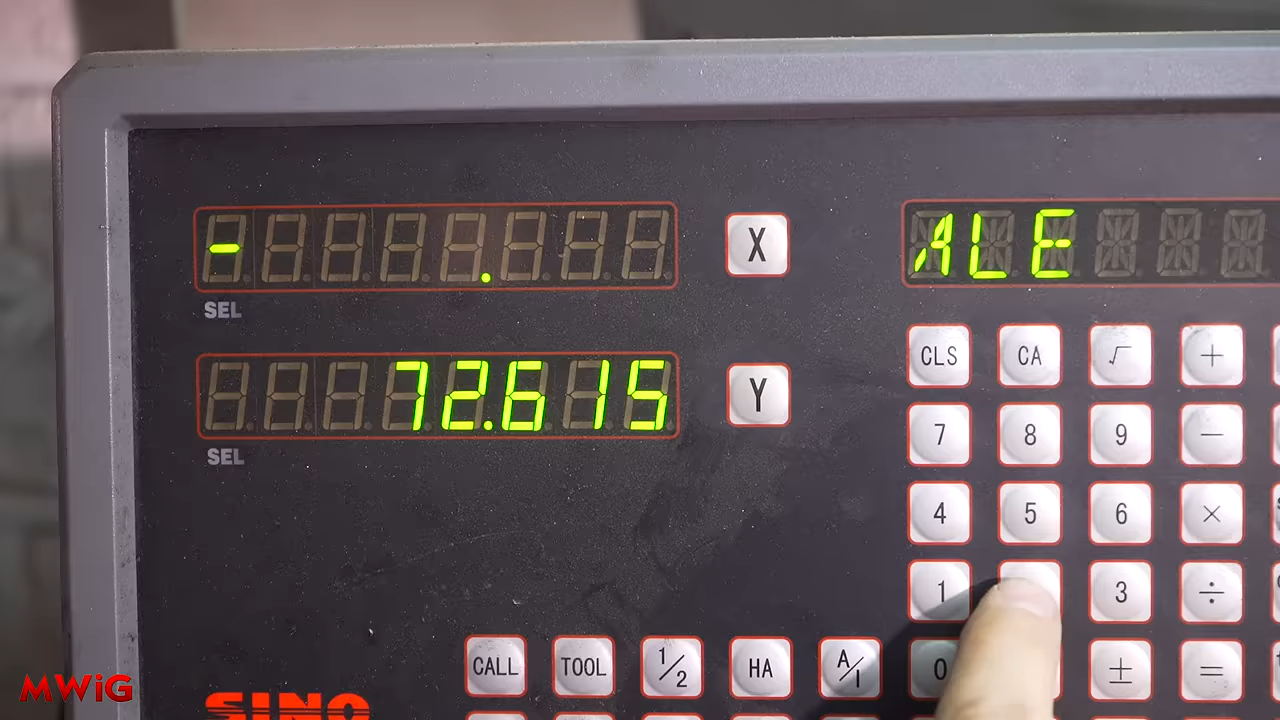 - . X ALE
SEL
72.615 Y
SEL
CLS CA √ +
7 8 9 −
4 5 6 ×
1 3 ÷
CALL TOOL 1/2 HA A/I 0 ± =
MWiG SINO